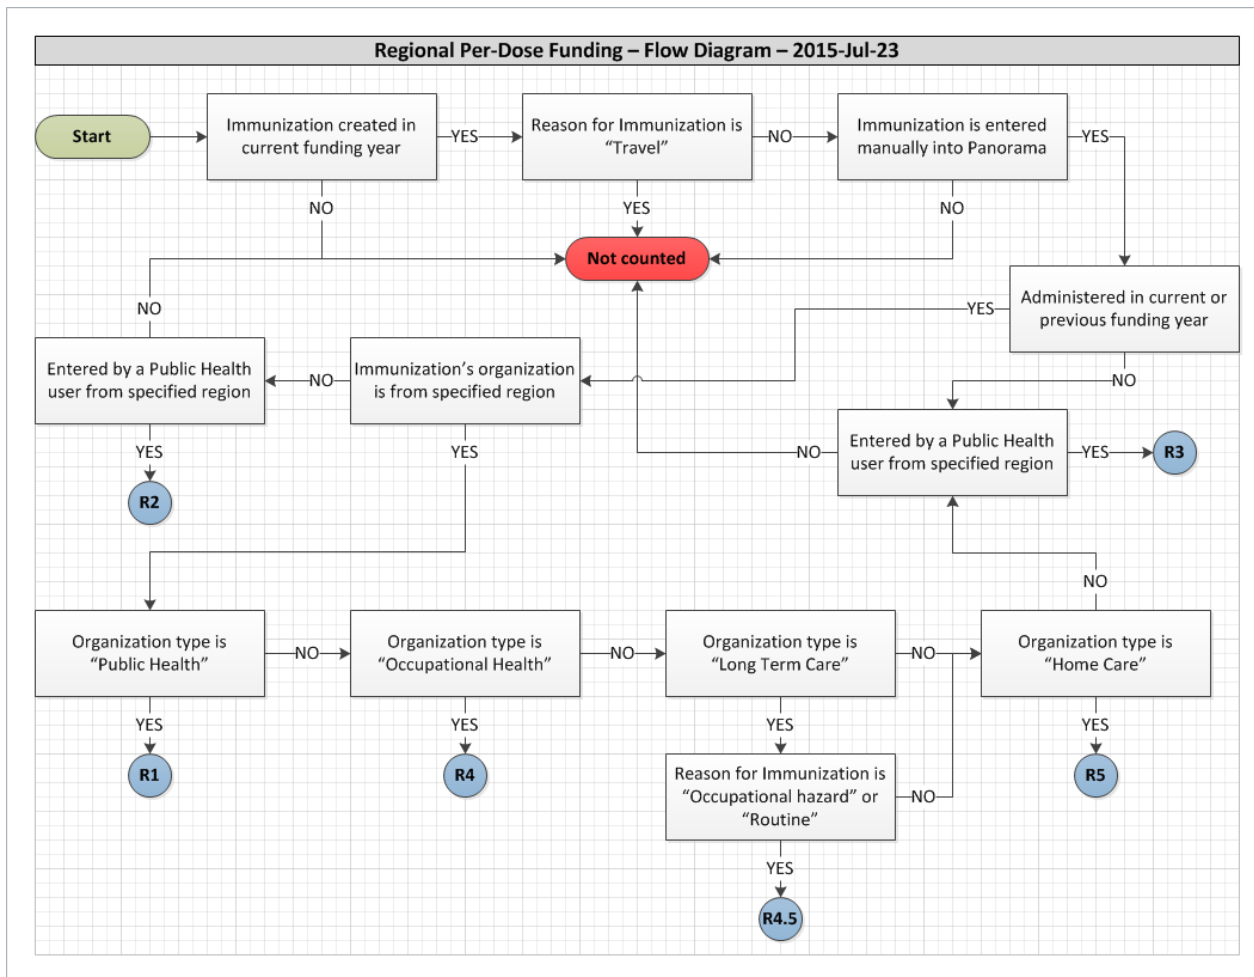 Regional Per-Dose Funding – Flow Diagram – 2015-Jul-23
Start
Immunization created in
current funding year
YES
Reason for Immunization is
“Travel”
NO
Immunization is entered
manually into Panorama
YES
NO
YES
NO
Not counted
NO
YES
Administered in current or
previous funding year
Entered by a Public Health
user from specified region
NO
Immunization’s organization
is from specified region
NO
YES
YES
NO
Entered by a Public Health
user from specified region
YES
R3
R2
NO
Organization type is
“Public Health”
NO
Organization type is
“Occupational Health”
NO
Organization type is
“Long Term Care”
NO
Organization type is
“Home Care”
YES
YES
YES
YES
R1
R4
Reason for Immunization is
“Occupational hazard” or
“Routine”
NO
R5
YES
R4.5